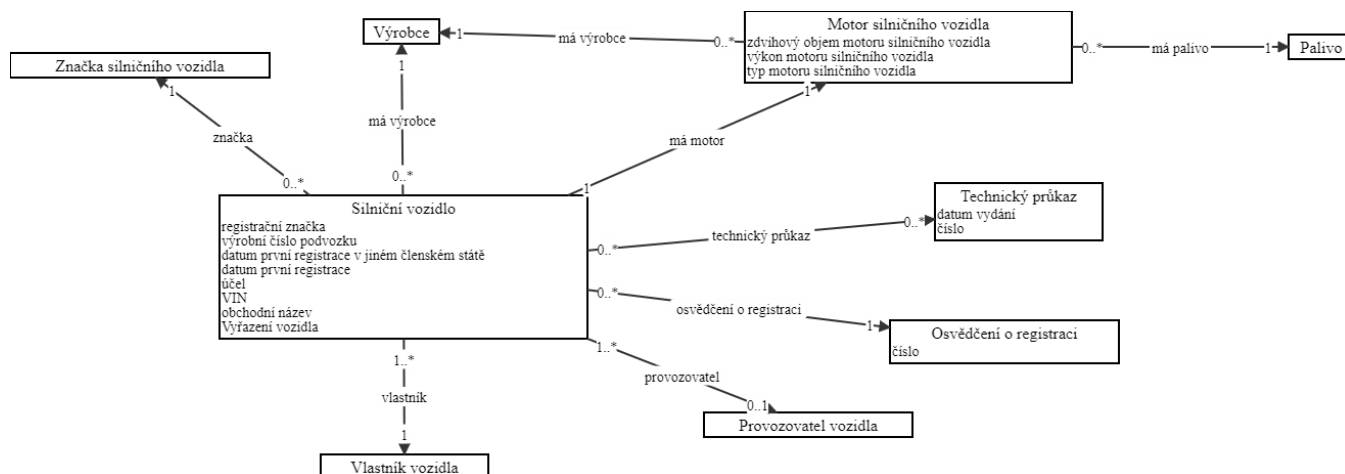 Značka silničního vozidla
Výrobce
Motor silničního vozidla
zdvihový objem motoru silničního vozidla
výkon motoru silničního vozidla
typ motoru silničního vozidla
Palivo
1
má výrobce
0..*
0..*
má palivo
1
1
značka
0..*
1
má výrobce
0..*
1
má motor
1
Silniční vozidlo
registrační značka
výrobní číslo podvozku
datum první registrace v jiném členském státě
datum první registrace
účel
VIN
obchodní název
Vyřazení vozidla
0..*
technický průkaz
0..*
Technický průkaz
datum vydání
číslo
0..*
osvědčení o registraci
1
Osvědčení o registraci
číslo
1..*
provozovatel
0..1
Provozovatel vozidla
1..*
vlastník
1
Vlastník vozidla